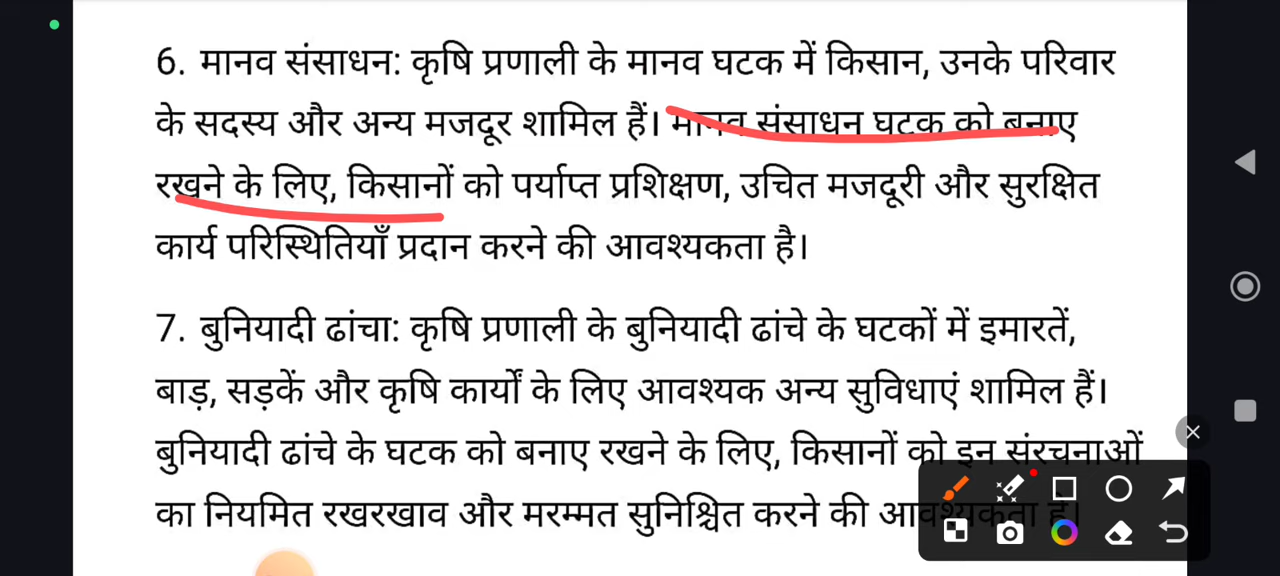 6. मानव संसाधन: कृषि प्रणाली के मानव घटक में किसान, उनके परिवार
के सदस्य और अन्य मजदूर शामिल हैं। मानव संसाधन घटक को बनाए
रखने के लिए, किसानों को पर्याप्त प्रशिक्षण, उचित मजदूरी और सुरक्षित
कार्य परिस्थितियाँ प्रदान करने की आवश्यकता है।
7. बुनियादी ढांचा: कृषि प्रणाली के बुनियादी ढांचे के घटकों में इमारतें,
बाड़, सड़कें और कृषि कार्यों के लिए आवश्यक अन्य सुविधाएं शामिल हैं।
बुनियादी ढांचे के घटक को बनाए रखने के लिए, किसानों को इन संरचनाओं
का नियमित रखरखाव और मरम्मत सुनिश्चित करने की आवश्यकता है।